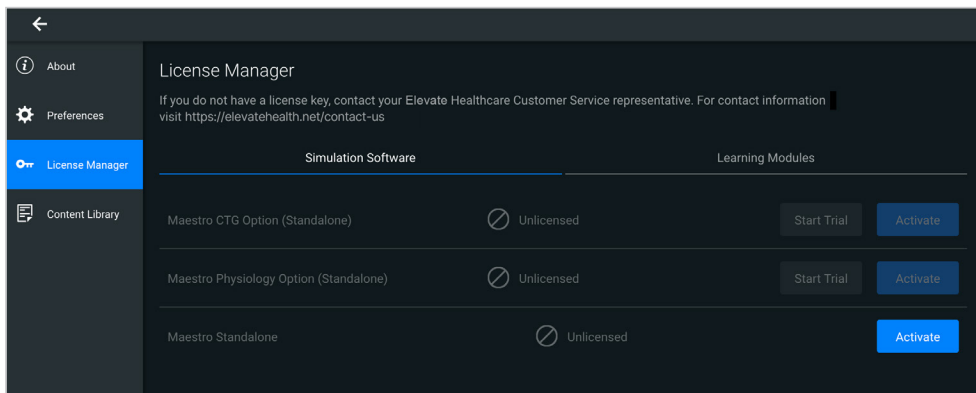 About
Preferences
License Manager
Content Library
License Manager
If you do not have a license key, contact your Elevate Healthcare Customer Service representative. For contact information
visit https://elevatehealth.net/contact-us
Simulation Software Learning Modules
Maestro CTG Option (Standalone) Unlicensed Start Trial Activate
Maestro Physiology Option (Standalone) Unlicensed Start Trial Activate
Maestro Standalone Unlicensed Activate